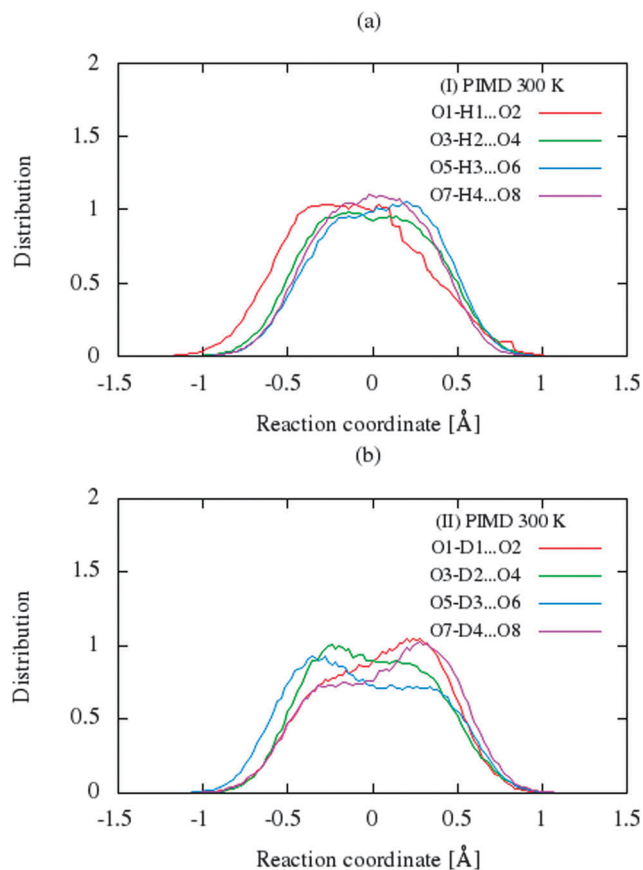 (a)
2
1.5
1
0.5
0
Distribution
(I) PIMD 300 K
O1-H1...O2
O3-H2...O4
O5-H3...O6
O7-H4...O8
-1.5 -1 -0.5 0 0.5 1 1.5
Reaction coordinate [Å]
(b)
2
1.5
1
0.5
0
Distribution
(II) PIMD 300 K
O1-D1...O2
O3-D2...O4
O5-D3...O6
O7-D4...O8
-1.5 -1 -0.5 0 0.5 1 1.5
Reaction coordinate [Å]